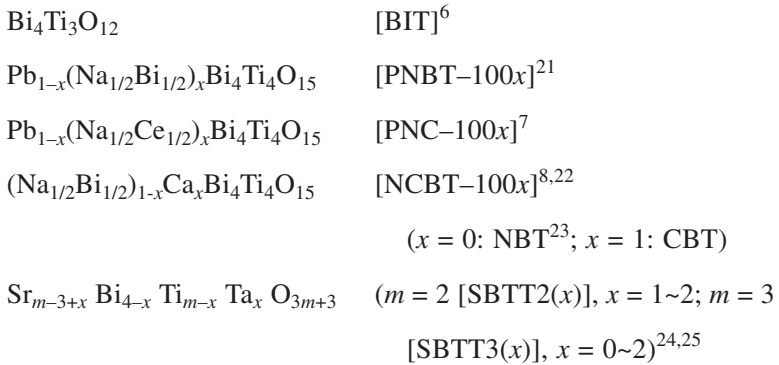 Bi₄Ti₃O₁₂ [BIT]⁶
Pb₁₋ₓ(Na₁/₂Bi₁/₂)ₓBi₄Ti₄O₁₅ [PNBT–100x]²¹
Pb₁₋ₓ(Na₁/₂Ce₁/₂)ₓBi₄Ti₄O₁₅ [PNC–100x]⁷
(Na₁/₂Bi₁/₂)₁₋ₓCaₓBi₄Ti₄O₁₅ [NCBT–100x]⁸,²²
(x = 0: NBT²³; x = 1: CBT)
Srₘ₋₃₊ₓ Bi₄₋ₓ Tiₘ₋ₓ Taₓ O₃ₘ₊₃ (m = 2 [SBTT2(x)], x = 1~2; m = 3
[SBTT3(x)], x = 0~2)²⁴,²⁵